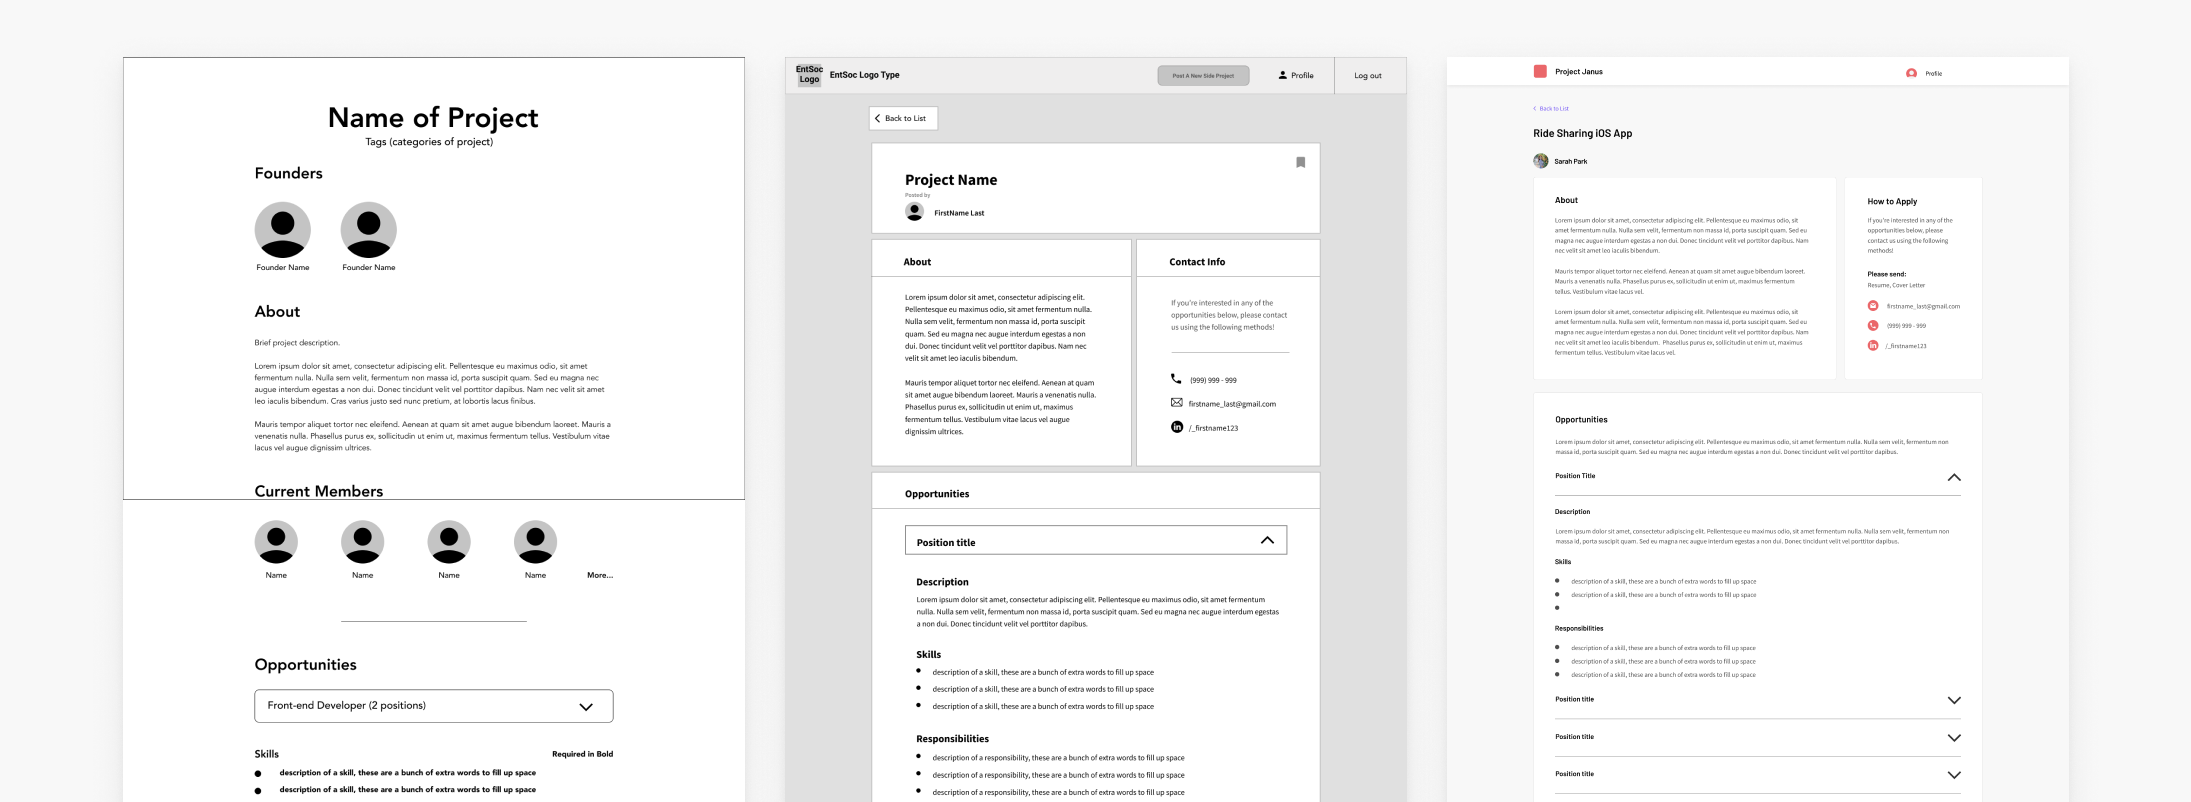 Name of Project
Tags (categories of project)
Founders
Founder Name
Founder Name
About
Brief project description.
Lorem ipsum dolor sit amet, consectetur adipiscing elit. Pellentesque eu maximus odio, sit amet
fermentum nulla. Nulla sem velit, fermentum non massa id, porta suscipit quam. Sed eu magna nec
augue interdum egestas a non dui. Donec tincidunt velit vel porttitor dapibus. Nam nec velit sit amet
leo iaculis bibendum. Cras varius justo sed nunc pretium, at lobortis lacus finibus.
Mauris tempor aliquet tortor nec eleifend. Aenean at quam sit amet augue bibendum laoreet. Mauris a
venenatis nulla. Phasellus purus ex, sollicitudin ut enim ut, maximus fermentum tellus. Vestibulum vitae
lacus vel augue dignissim ultrices.
Current Members
Name
Name
Name
Name
More...
Opportunities
Front-end Developer (2 positions)
Skills
Required in Bold
description of a skill, these are a bunch of extra words to fill up space
description of a skill, these are a bunch of extra words to fill up space
EntSoc
Logo
EntSoc Logo Type
Post A New Side Project
Profile
Log out
Back to List
Project Name
Posted by
FirstName Last
About
Lorem ipsum dolor sit amet, consectetur adipiscing elit.
Pellentesque eu maximus odio, sit amet fermentum nulla.
Nulla sem velit, fermentum non massa id, porta suscipit
quam. Sed eu magna nec augue interdum egestas a non
dui. Donec tincidunt velit vel porttitor dapibus. Nam nec
velit sit amet leo iaculis bibendum.
Mauris tempor aliquet tortor nec eleifend. Aenean at quam
sit amet augue bibendum laoreet. Mauris a venenatis nulla.
Phasellus purus ex, sollicitudin ut enim ut, maximus
fermentum tellus. Vestibulum vitae lacus vel augue
dignissim ultrices.
Contact Info
If you're interested in any of the
opportunities below, please contact
us using the following methods!
(999) 999 - 999
firstname_last@gmail.com
/_firstname123
Opportunities
Position title
Description
Lorem ipsum dolor sit amet, consectetur adipiscing elit. Pellentesque eu maximus odio, sit amet fermentum
nulla. Nulla sem velit, fermentum non massa id, porta suscipit quam. Sed eu magna nec augue interdum egestas
a non dui. Donec tincidunt velit vel porttitor dapibus.
Skills
description of a skill, these are a bunch of extra words to fill up space
description of a skill, these are a bunch of extra words to fill up space
description of a skill, these are a bunch of extra words to fill up space
Responsibilities
description of a responsibility, these are a bunch of extra words to fill up space
description of a responsibility, these are a bunch of extra words to fill up space
description of a responsibility, these are a bunch of extra words to fill up space
Project Janus
Profile
Back to List
Ride Sharing iOS App
Sarah Park
About
Lorem ipsum dolor sit amet, consectetur adipiscing elit. Pellentesque eu maximus odio, sit
amet fermentum nulla. Nulla sem velit, fermentum non massa id, porta suscipit quam. Sed eu
magna nec augue interdum egestas a non dui. Donec tincidunt velit vel porttitor dapibus. Nam
nec velit sit amet leo iaculis bibendum.
Mauris tempor aliquet tortor nec eleifend. Aenean at quam sit amet augue bibendum laoreet.
Mauris a venenatis nulla. Phasellus purus ex, sollicitudin ut enim ut, maximus fermentum
tellus. Vestibulum vitae lacus vel.
Lorem ipsum dolor sit amet, consectetur adipiscing elit. Pellentesque eu maximus odio, sit
amet fermentum nulla. Nulla sem velit, fermentum non massa id, porta suscipit quam. Sed eu
magna nec augue interdum egestas a non dui. Donec tincidunt velit vel porttitor dapibus. Nam
nec velit sit amet leo iaculis bibendum. Phasellus purus ex, sollicitudin ut enim ut, maximus
fermentum tellus. Vestibulum vitae lacus vel.
How to Apply
If you're interested in any of the
opportunities below, please
contact us using the following
methods!
Please send:
Resume, Cover Letter
firstname_last@gmail.com
(999) 999 - 999
/_firstname123
Opportunities
Lorem ipsum dolor sit amet, consectetur adipiscing elit. Pellentesque eu maximus odio, sit amet fermentum nulla. Nulla sem velit, fermentum non
massa id, porta suscipit quam. Sed eu magna nec augue interdum egestas a non dui. Donec tincidunt velit vel porttitor dapibus.
Position Title
Description
Lorem ipsum dolor sit amet, consectetur adipiscing elit. Pellentesque eu maximus odio, sit amet fermentum nulla. Nulla sem velit, fermentum non
massa id, porta suscipit quam. Sed eu magna nec augue interdum egestas a non dui. Donec tincidunt velit vel porttitor dapibus.
Skills
description of a skill, these are a bunch of extra words to fill up space
description of a skill, these are a bunch of extra words to fill up space
Responsibilities
description of a skill, these are a bunch of extra words to fill up space
description of a skill, these are a bunch of extra words to fill up space
description of a skill, these are a bunch of extra words to fill up space
Position title
Position title
Position title